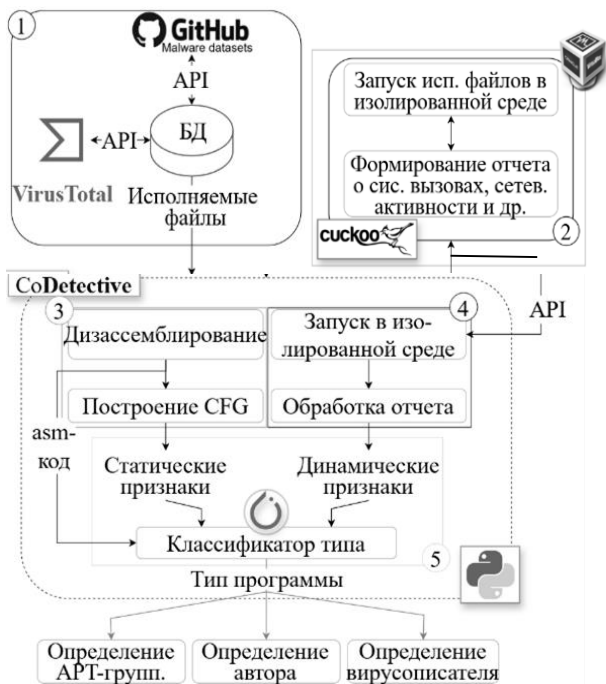 1
GitHub
Malware datasets
API
БД
API
VirusTotal
Исполняемые
файлы
Запуск исп. файлов в
изолированной среде
Формирование отчета
о сис. вызовах, сетев.
активности и др.
cuckoo
2
CoDetective
3
Дизассемблирование
Построение CFG
asm-
код
4
Запуск в изо-
лированной среде
Обработка отчета
API
Статические
признаки
Динамические
признаки
Классификатор типа
5
Тип программы
Определение
APT-групп.
Определение
автора
Определение
вирусописателя